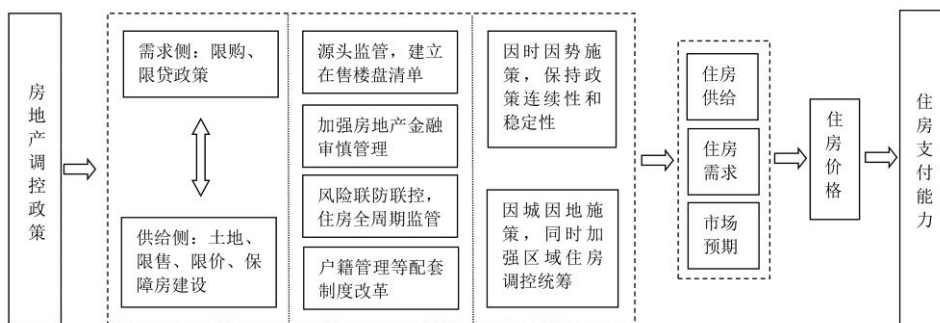 房地产调控政策
需求侧：限购、
限贷政策
供给侧：土地、
限售、限价、保
障房建设
源头监管，建立
在售楼盘清单
加强房地产金融
审慎管理
风险联防联控，
住房全周期监管
户籍管理等配套
制度改革
因时因势施
策，保持政
策连续性和
稳定性
因城因地施
策，同时加
强区域住房
调控统筹
住房
供给
住房
需求
市场
预期
住房价格
住房支付能力